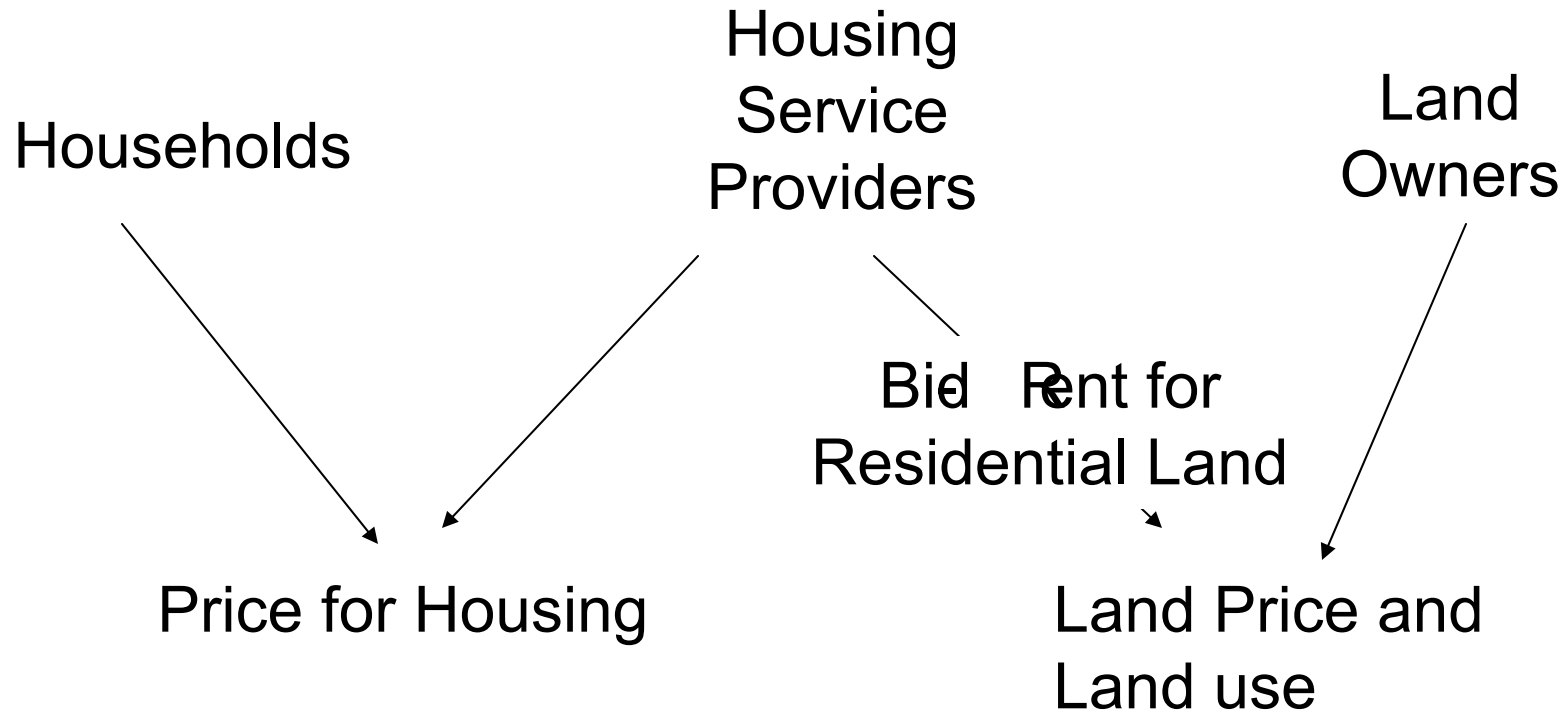 Households
Housing
Service
Providers
Land
Owners
Bid-Rent for
Residential Land
Price for Housing
Land Price and
Land use